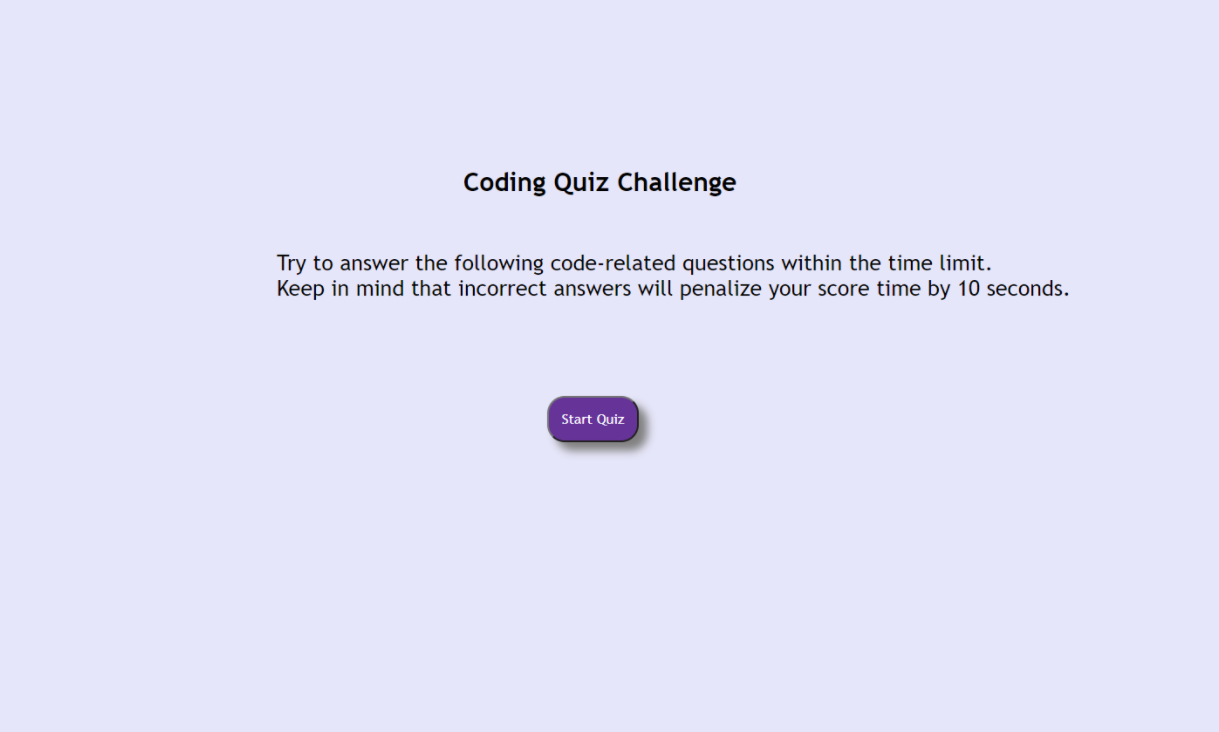 Coding Quiz Challenge
Try to answer the following code-related questions within the time limit.
Keep in mind that incorrect answers will penalize your score time by 10 seconds.
Start Quiz